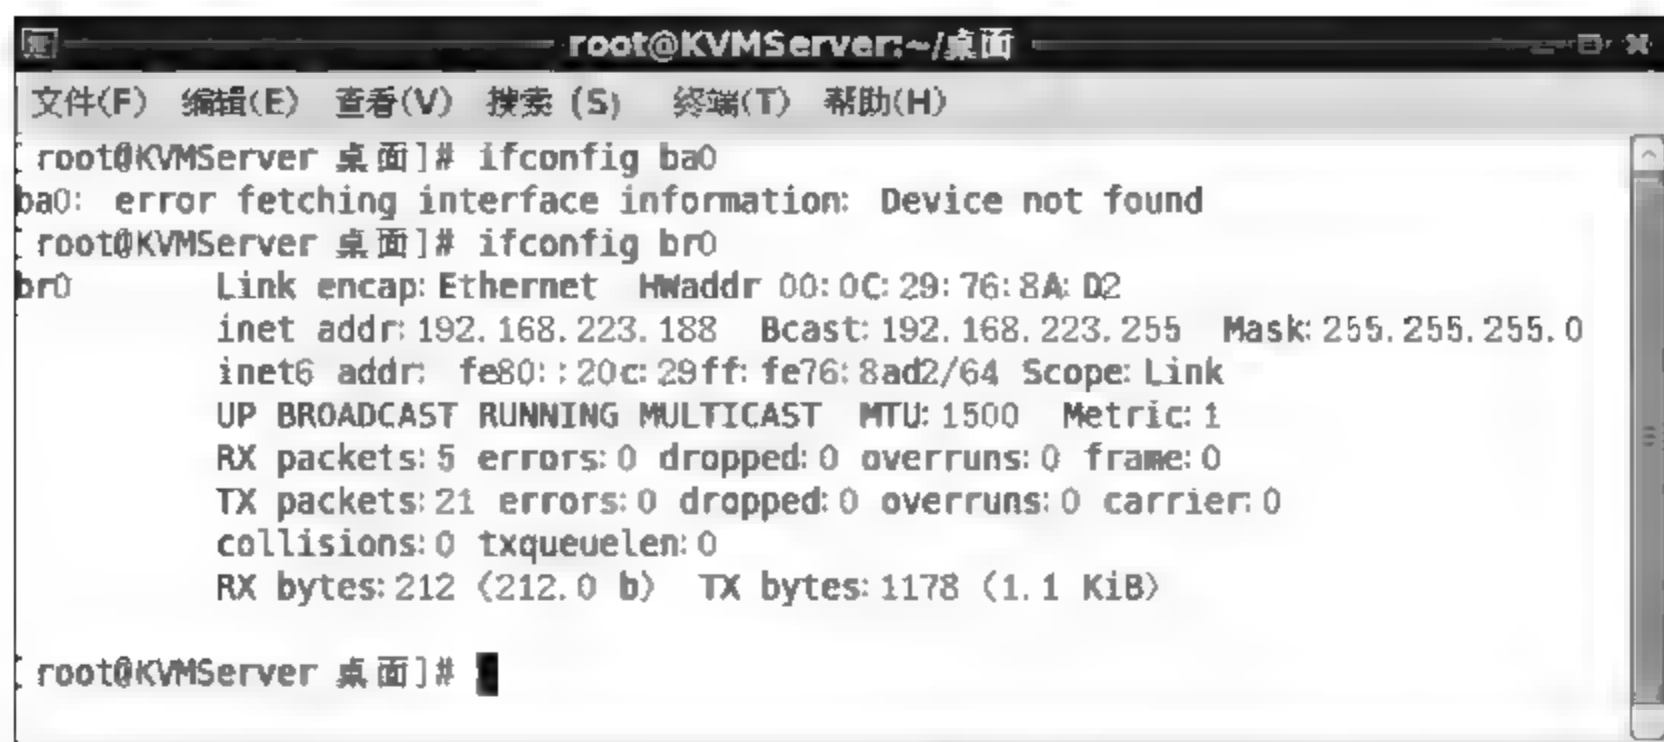 root@KVMServer:~/桌面
文件(F) 编辑(E) 查看(V) 搜索 (S) 终端(T) 帮助(H)
[root@KVMServer 桌面]# ifconfig ba0
ba0: error fetching interface information: Device not found
[root@KVMServer 桌面]# ifconfig br0
br0 Link encap:Ethernet HWaddr 00:0C:29:76:8A:D2
inet addr:192.168.223.188 Bcast:192.168.223.255 Mask:255.255.255.0
inet6 addr: fe80::20c:29ff:fe76:8ad2/64 Scope:Link
UP BROADCAST RUNNING MULTICAST MTU:1500 Metric:1
RX packets:5 errors:0 dropped:0 overruns:0 frame:0
TX packets:21 errors:0 dropped:0 overruns:0 carrier:0
collisions:0 txqueuelen:0
RX bytes:212 (212.0 b) TX bytes:1178 (1.1 KiB)
[root@KVMServer 桌面]#